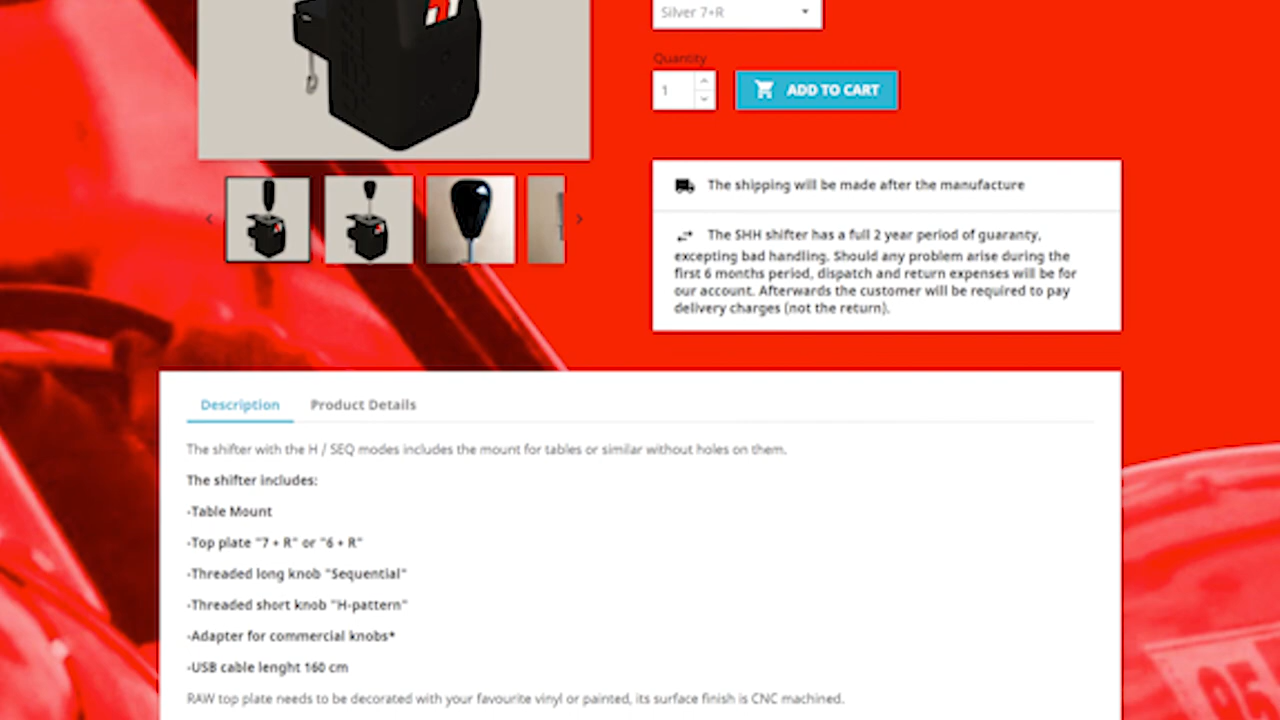 Silver 7+R
Quantity
1
ADD TO CART
The shipping will be made after the manufacture
The SHH shifter has a full 2 year period of guaranty,
excepting bad handling. Should any problem arise during the
first 6 months period, dispatch and return expenses will be for
our account. Afterwards the customer will be required to pay
delivery charges (not the return).
Description
Product Details
The shifter with the H / SEQ modes includes the mount for tables or similar without holes on them.
The shifter includes:
-Table Mount
-Top plate "7 + R" or "6 + R"
-Threaded long knob "Sequential"
-Threaded short knob "H-pattern"
-Adapter for commercial knobs*
-USB cable lenght 160 cm
RAW top plate needs to be decorated with your favourite vinyl or painted, its surface finish is CNC machined.
95